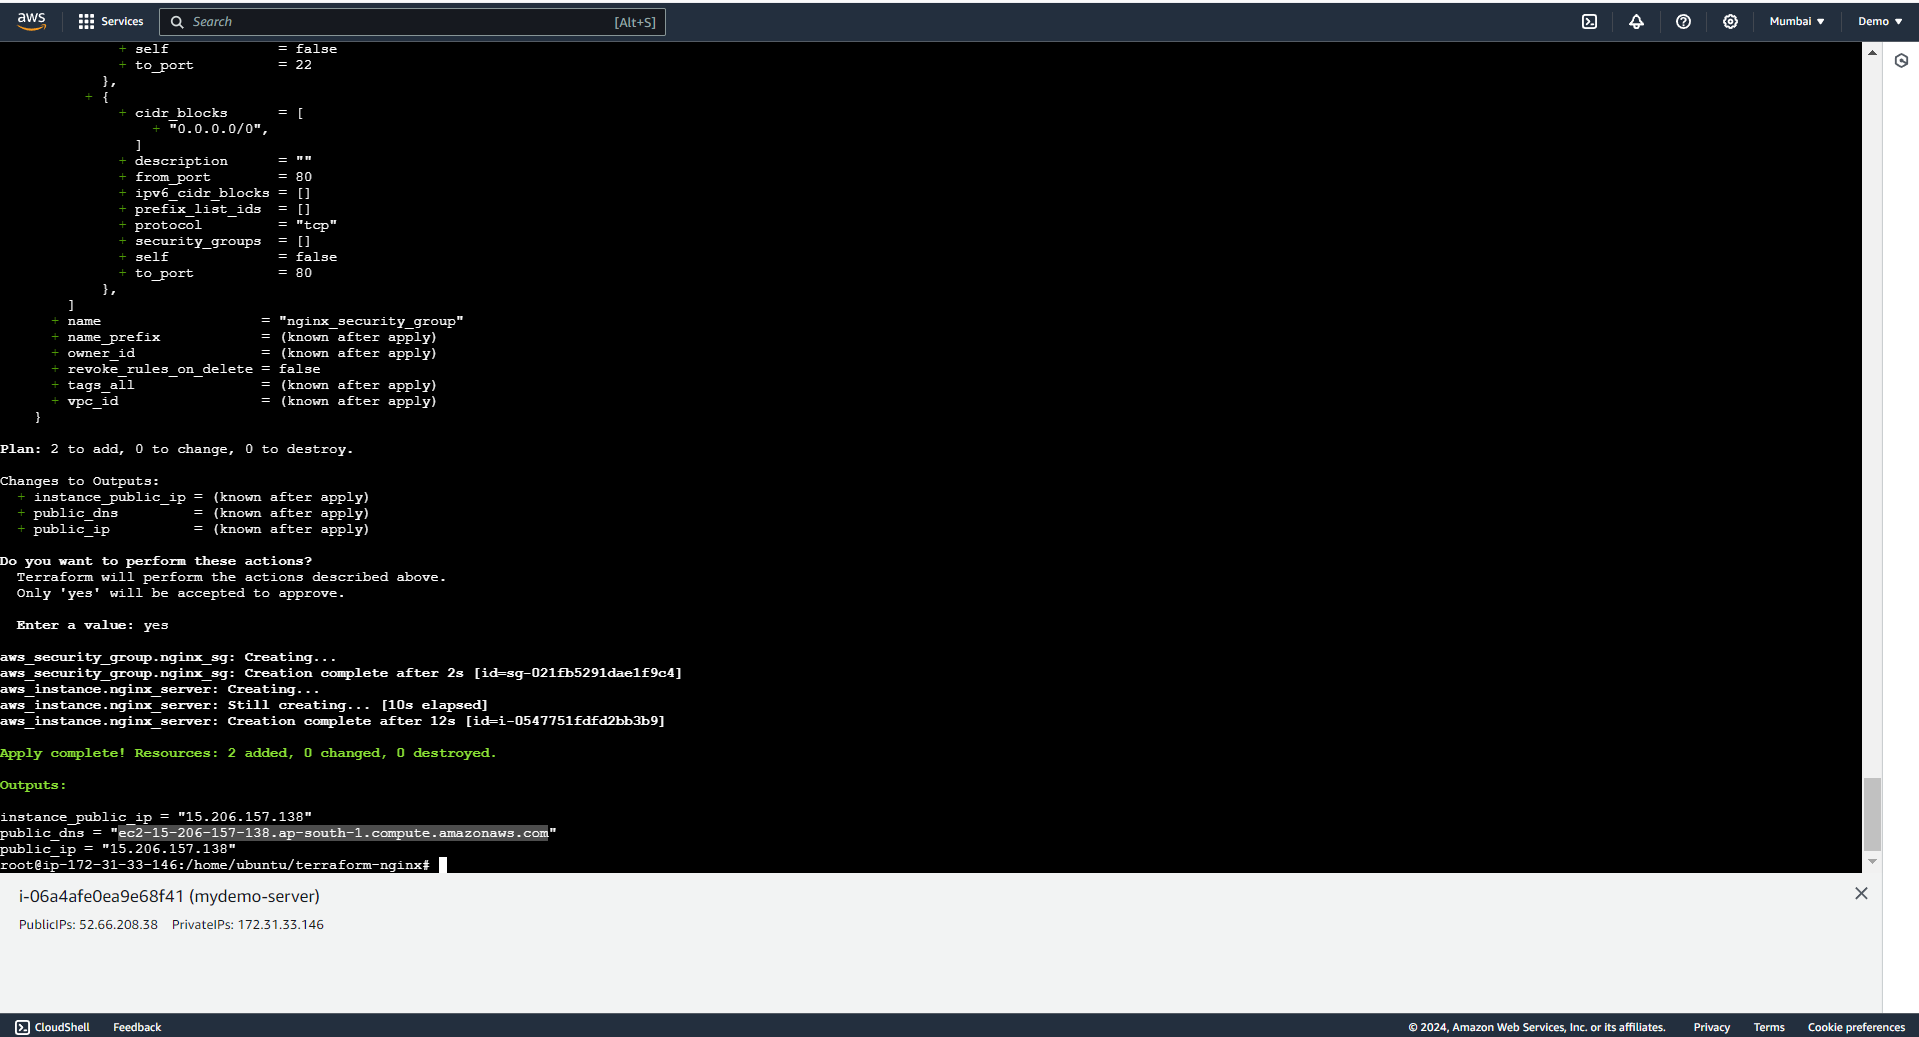 aws
Services
Search
[Alt+S]
Mumbai ▼
Demo ▼
+ self = false
+ to_port = 22
},
+ {
+ cidr_blocks = [
+ "0.0.0.0/0",
]
+ description = ""
+ from_port = 80
+ ipv6_cidr_blocks = []
+ prefix_list_ids = []
+ protocol = "tcp"
+ security_groups = []
+ self = false
+ to_port = 80
},
]
+ name = "nginx_security_group"
+ name_prefix = (known after apply)
+ owner_id = (known after apply)
+ revoke_rules_on_delete = false
+ tags_all = (known after apply)
+ vpc_id = (known after apply)
}
Plan: 2 to add, 0 to change, 0 to destroy.
Changes to Outputs:
+ instance_public_ip = (known after apply)
+ public_dns = (known after apply)
+ public_ip = (known after apply)
Do you want to perform these actions?
Terraform will perform the actions described above.
Only 'yes' will be accepted to approve.
Enter a value: yes
aws_security_group.nginx_sg: Creating...
aws_security_group.nginx_sg: Creation complete after 2s [id=sg-021fb5291dae1f9c4]
aws_instance.nginx_server: Creating...
aws_instance.nginx_server: Still creating... [10s elapsed]
aws_instance.nginx_server: Creation complete after 12s [id=i-0547751fdfd2bb3b9]
Apply complete! Resources: 2 added, 0 changed, 0 destroyed.
Outputs:
instance_public_ip = "15.206.157.138"
public_dns = "ec2-15-206-157-138.ap-south-1.compute.amazonaws.com"
public_ip = "15.206.157.138"
root@ip-172-31-33-146:/home/ubuntu/terraform-nginx#
i-06a4afe0ea9e68f41 (mydemo-server)
PublicIPs: 52.66.208.38 PrivateIPs: 172.31.33.146
CloudShell
Feedback
© 2024, Amazon Web Services, Inc. or its affiliates.
Privacy
Terms
Cookie preferences